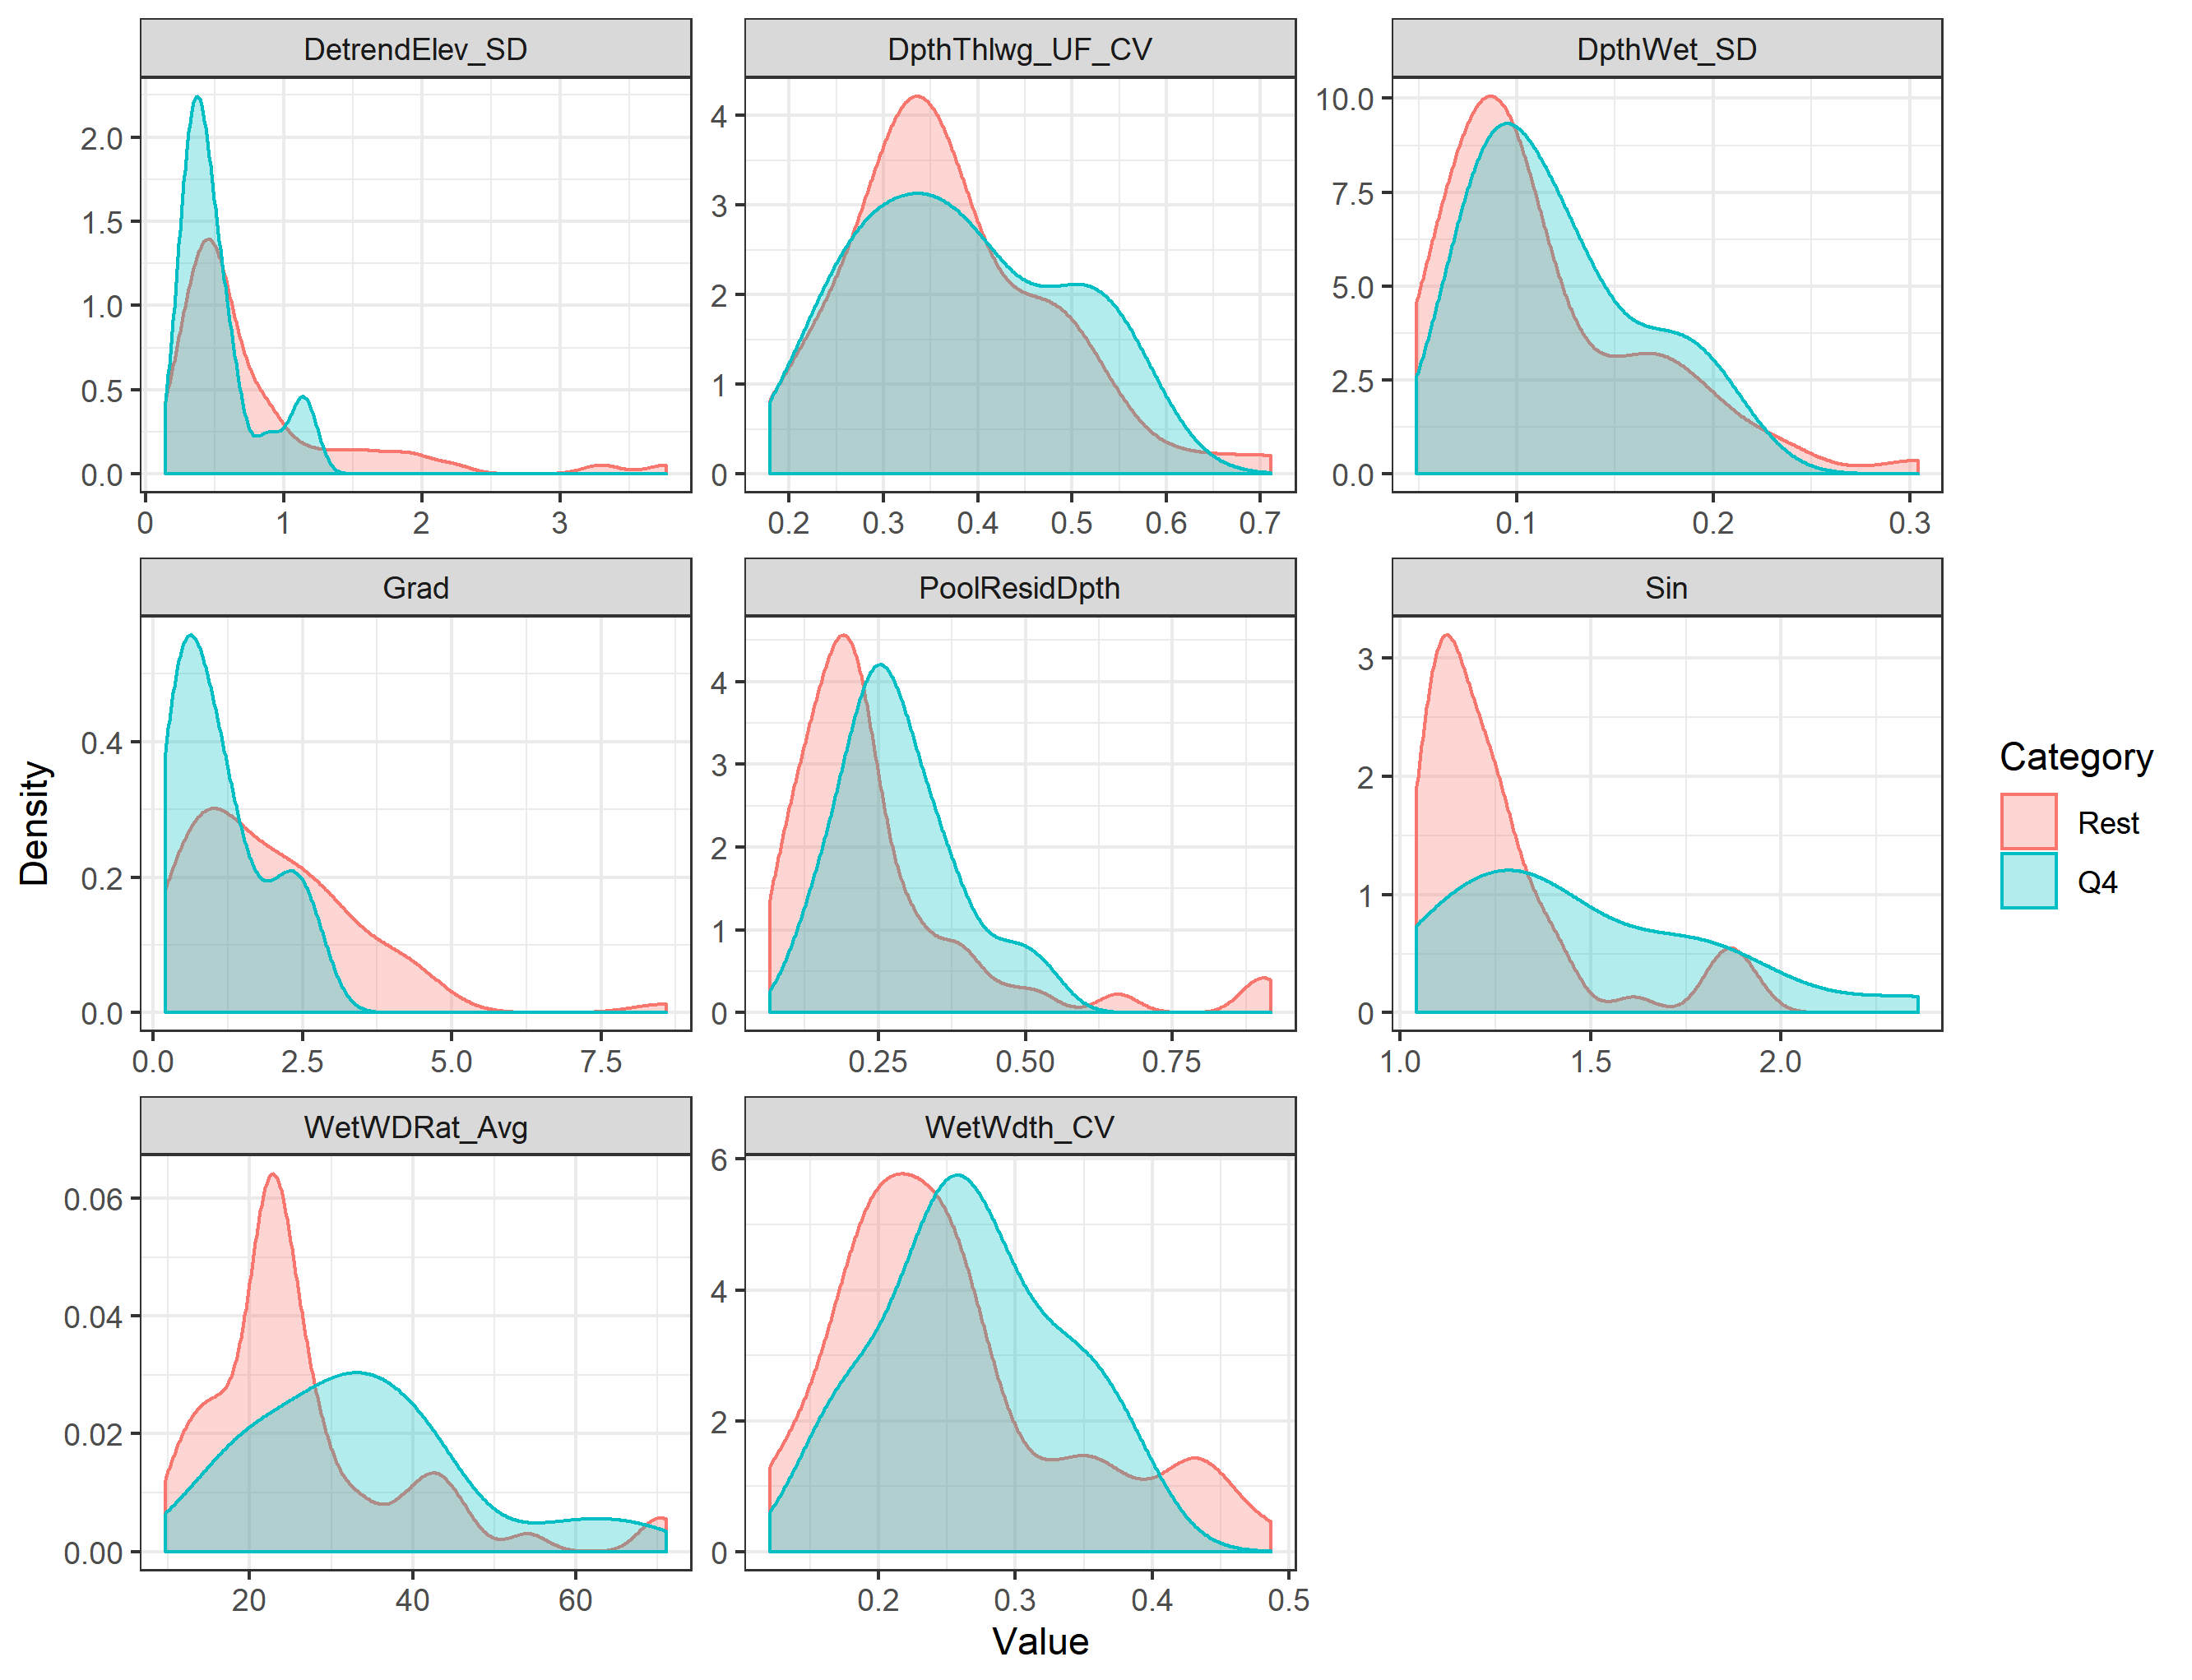 DetrendElev_SD
DpthThlwg_UF_CV
DpthWet_SD
2.0
1.5
1.0
0.5
0.0
0 1 2 3
4
3
2
1
0
0.2 0.3 0.4 0.5 0.6 0.7
10.0
7.5
5.0
2.5
0.0
0.1 0.2 0.3
Grad
PoolResidDpth
Sin
0.4
0.2
0.0
0.0 2.5 5.0 7.5
4
3
2
1
0
0.25 0.50 0.75
3
2
1
0
1.0 1.5 2.0
WetWDRat_Avg
WetWdth_CV
0.06
0.04
0.02
0.00
20 40 60
6
4
2
0
0.2 0.3 0.4 0.5
Density
Value
Category
Rest
Q4